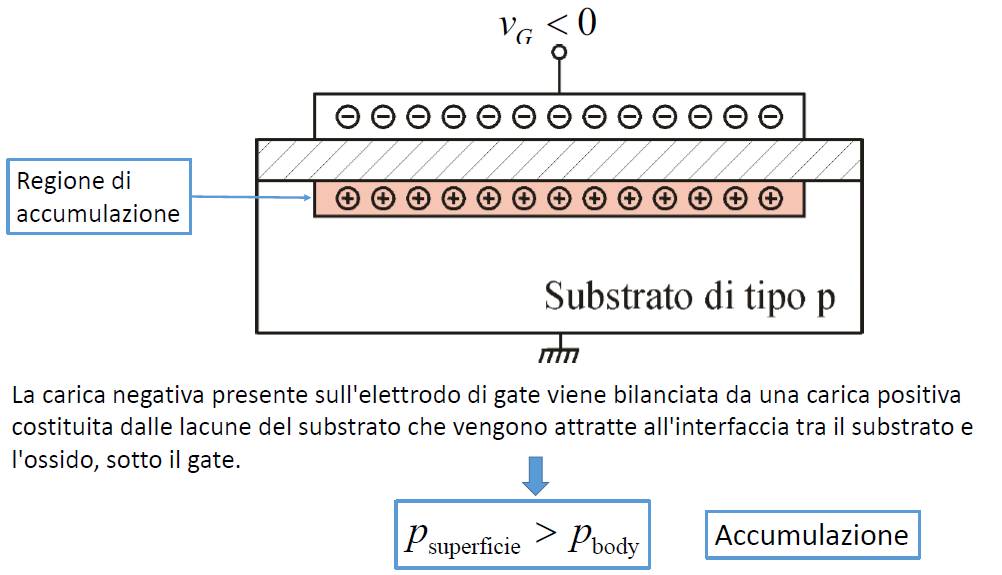 v_G < 0
Regione di
accumulazione
Substrato di tipo p
La carica negativa presente sull'elettrodo di gate viene bilanciata da una carica positiva
costituita dalle lacune del substrato che vengono attratte all'interfaccia tra il substrato e
l'ossido, sotto il gate.
p_superficie > p_body
Accumulazione